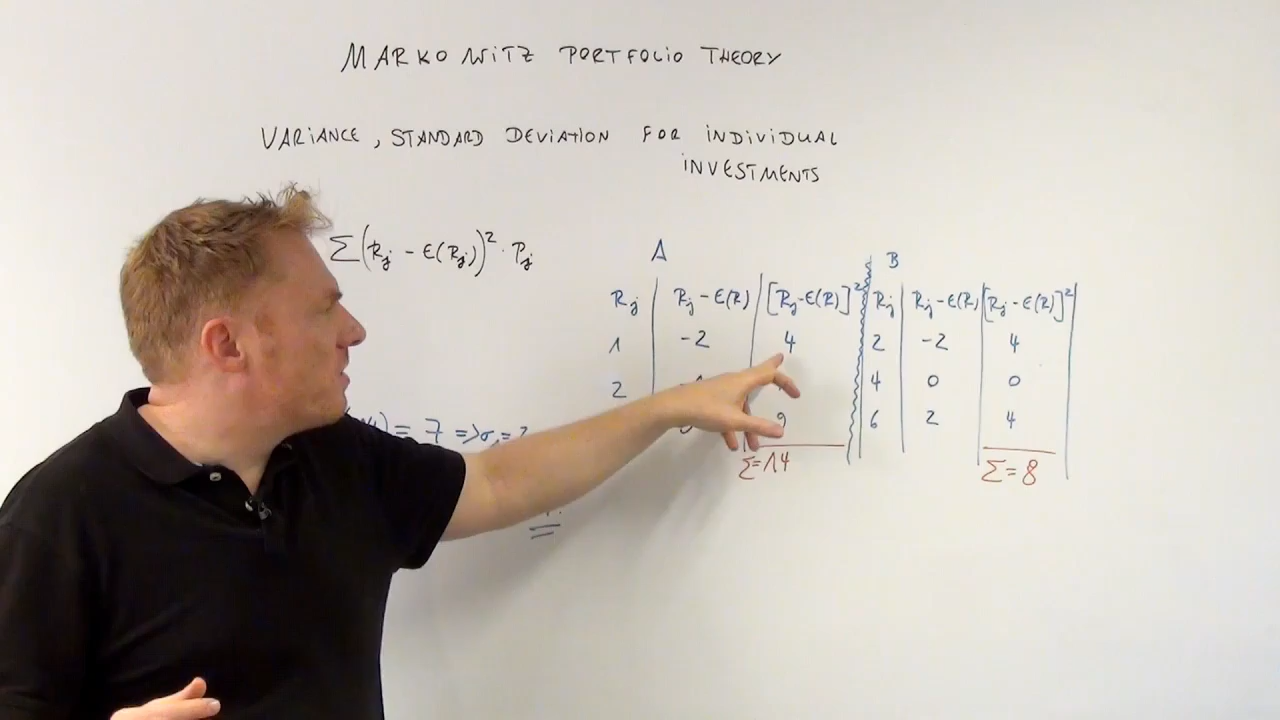 MARKOWITZ PORTFOLIO THEORY
VARIANCE, STANDARD DEVIATION FOR INDIVIDUAL
INVESTMENTS
Σ(Rj - E(Rj))² · Pj
A B
Rj Rj-E(R) [Rj-E(R)]² Rj Rj-E(R) [Rj-E(R)]²
1 -2 4 2 -2 4
2 4 0 0
9 6 2 4
Σ=14 Σ=8
= 7 =>